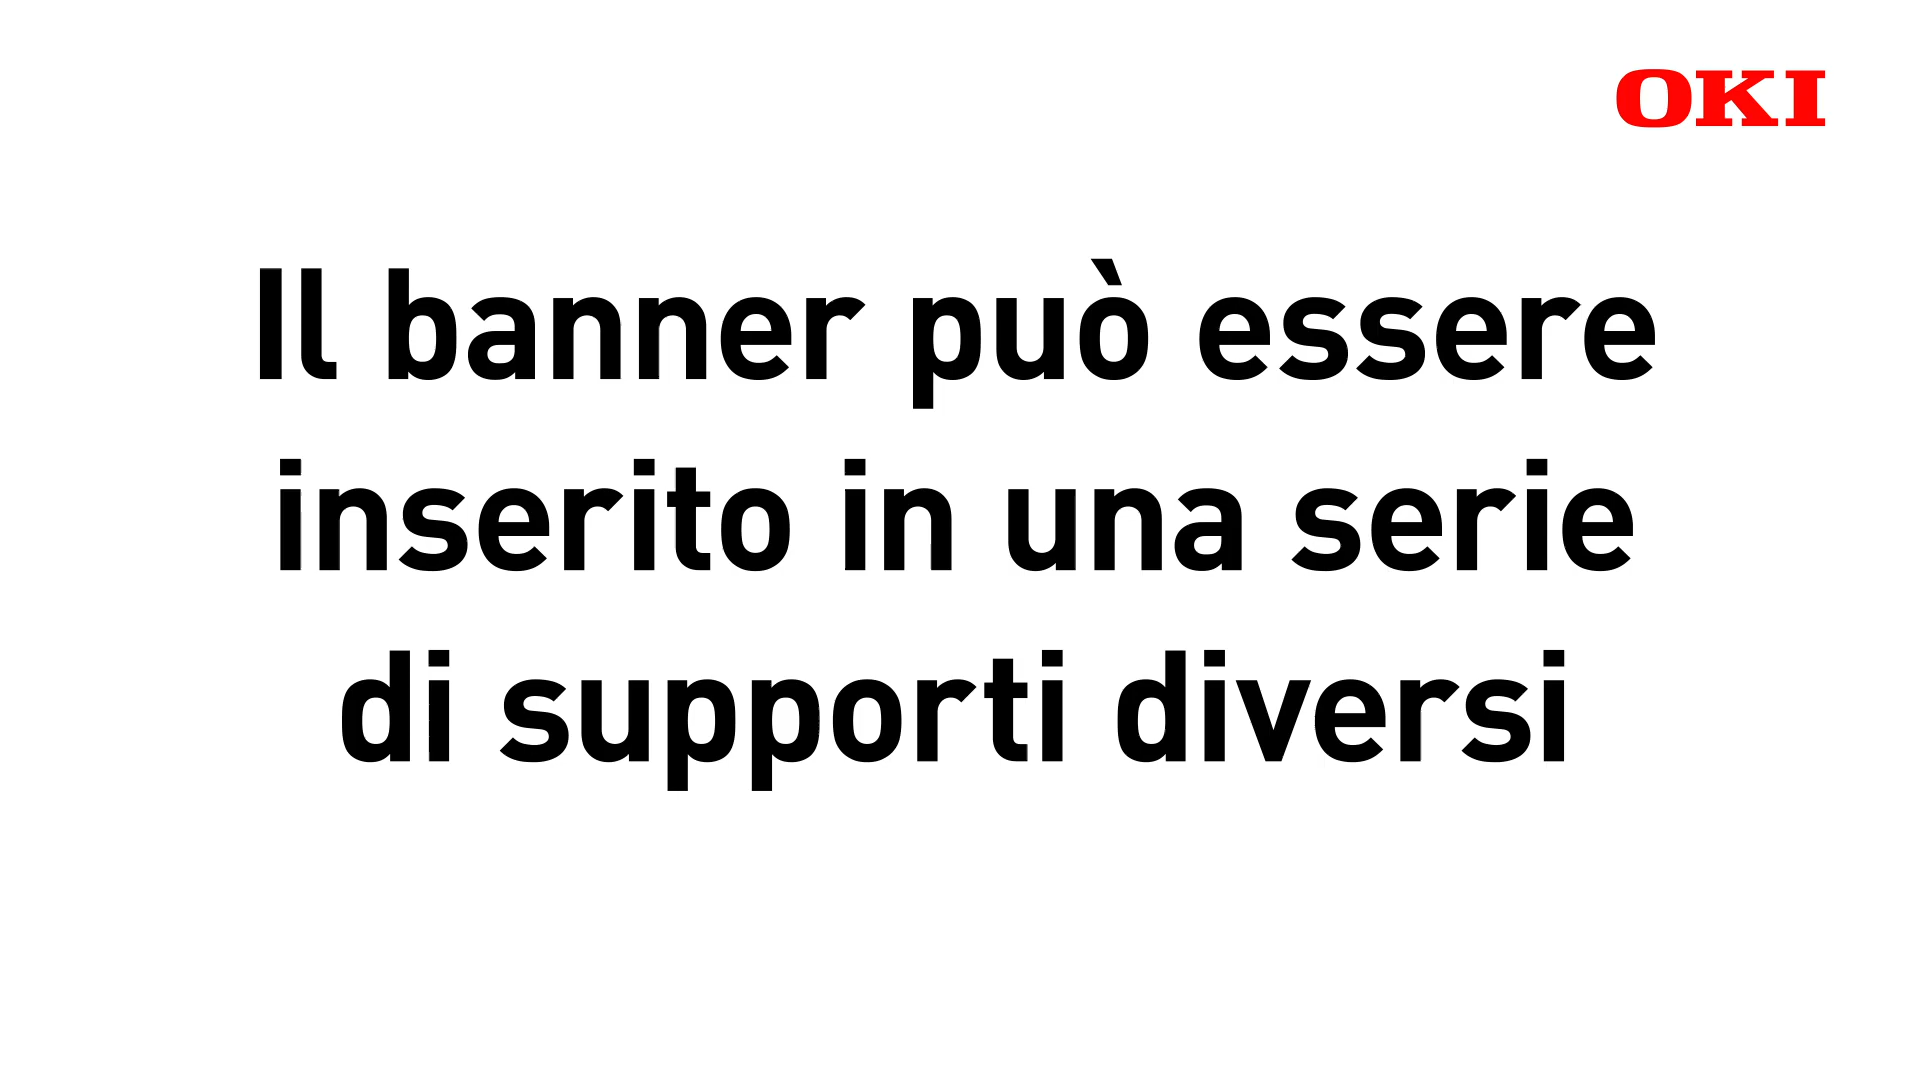 OKI
Il banner può essere
inserito in una serie
di supporti diversi